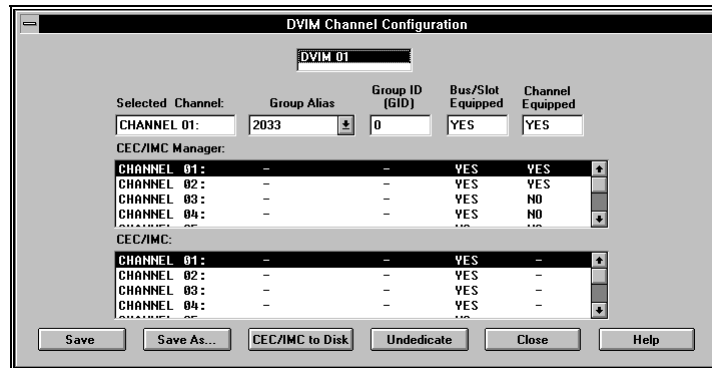 DVIM Channel Configuration
DVIM 01
Selected Channel: Group Alias Group ID (GID) Bus/Slot Equipped Channel Equipped
CHANNEL 01: 2033 0 YES YES
CEC/IMC Manager:
CHANNEL 01: - - YES YES
CHANNEL 02: - - YES YES
CHANNEL 03: - - YES NO
CHANNEL 04: - - YES NO
CEC/IMC:
CHANNEL 01: - - YES -
CHANNEL 02: - - YES -
CHANNEL 03: - - YES -
CHANNEL 04: - - YES -
Save Save As... CEC/IMC to Disk Undedicate Close Help